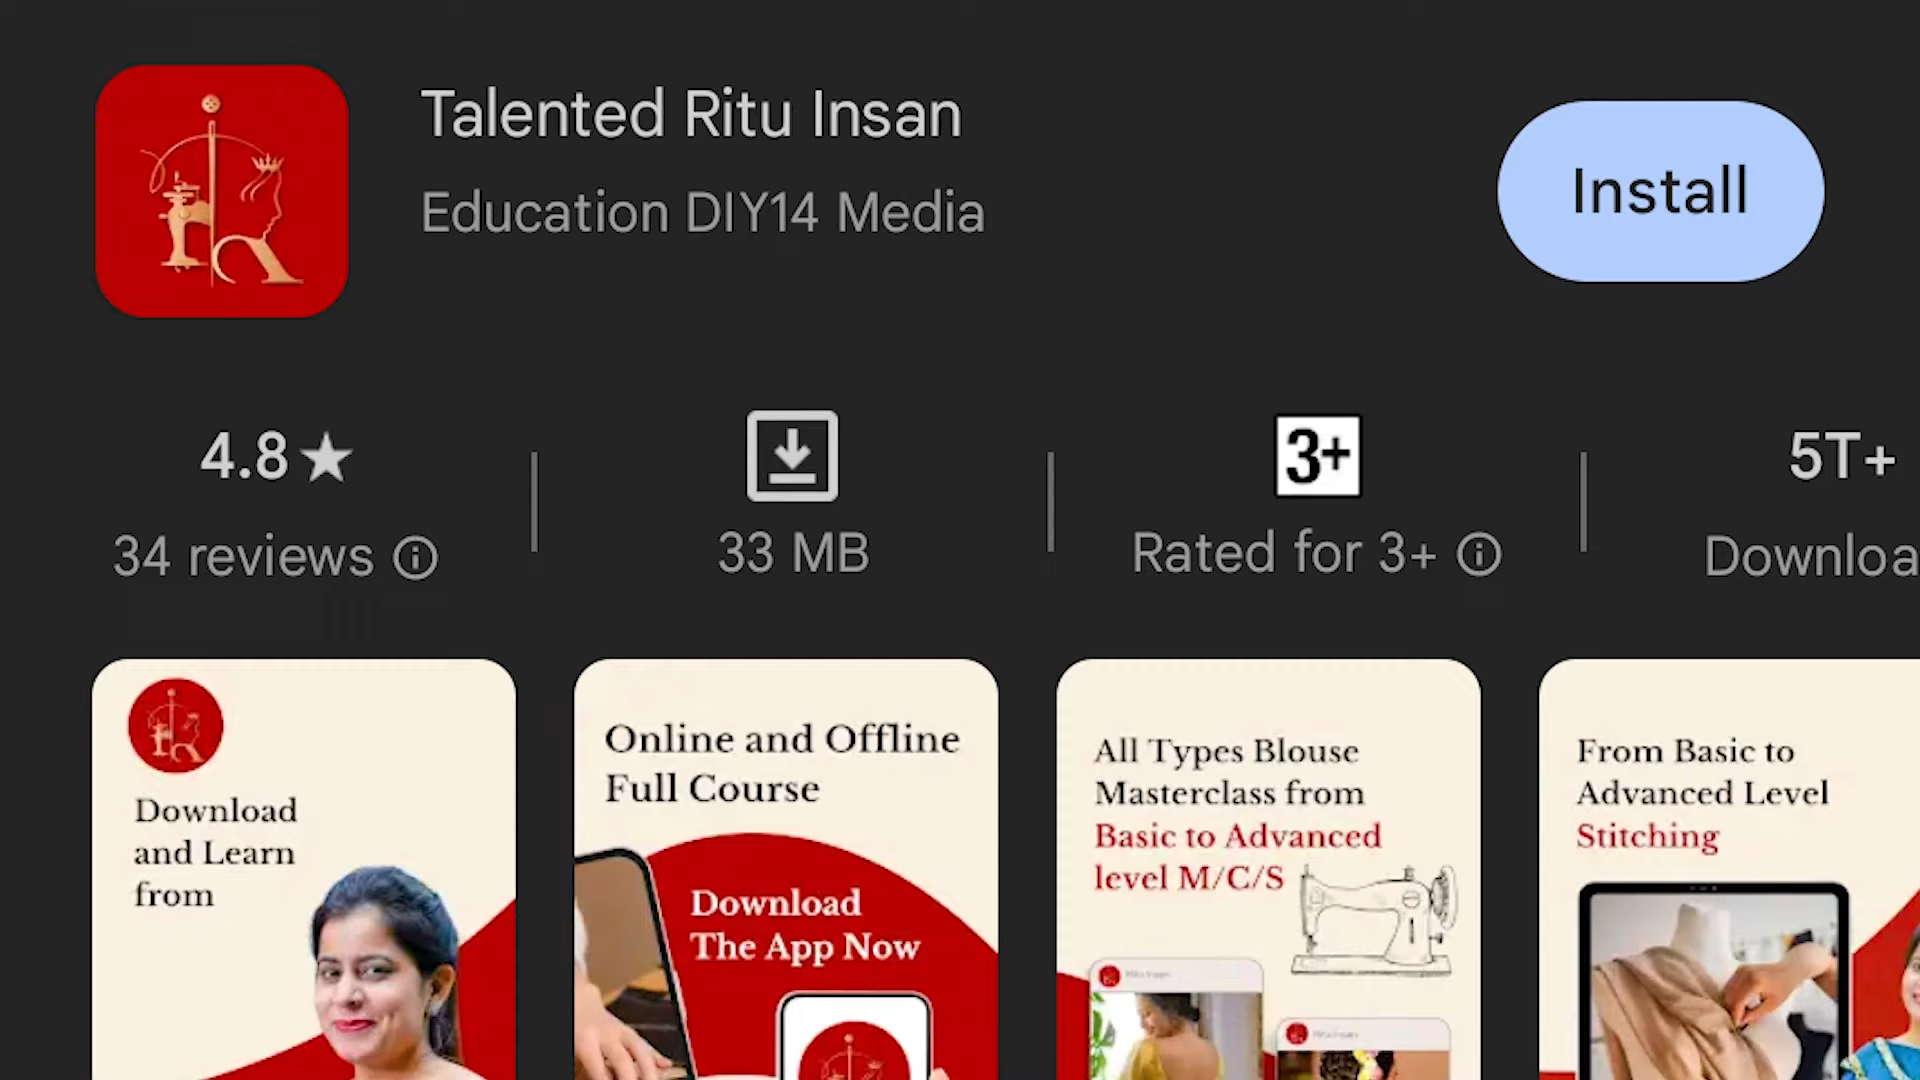 Talented Ritu Insan
Education DIY14 Media
Install
4.8★
34 reviews
33 MB
3+
Rated for 3+
5T+
Downloa
Download
and Learn
from
Online and Offline
Full Course
Download
The App Now
All Types Blouse
Masterclass from
Basic to Advanced
level M/C/S
From Basic to
Advanced Level
Stitching